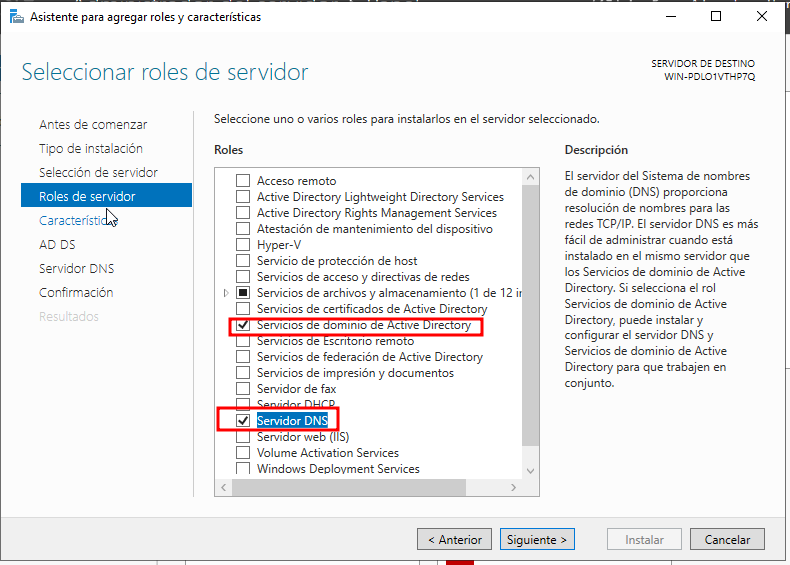 Asistente para agregar roles y características
Seleccionar roles de servidor
SERVIDOR DE DESTINO
WIN-PDLO1VTHP7Q
Antes de comenzar
Tipo de instalación
Selección de servidor
Roles de servidor
Característic
AD DS
Servidor DNS
Confirmación
Resultados
Seleccione uno o varios roles para instalarlos en el servidor seleccionado.
Roles
Acceso remoto
Active Directory Lightweight Directory Services
Active Directory Rights Management Services
Atestación de mantenimiento del dispositivo
Hyper-V
Servicio de protección de host
Servicios de acceso y directivas de redes
Servicios de archivos y almacenamiento (1 de 12 in
Servicios de certificados de Active Directory
Servicios de dominio de Active Directory
Servicios de Escritorio remoto
Servicios de federación de Active Directory
Servicios de impresión y documentos
Servidor de fax
Servidor DHCP
Servidor DNS
Servidor web (IIS)
Volume Activation Services
Windows Deployment Services
Descripción
El servidor del Sistema de nombres
de dominio (DNS) proporciona
resolución de nombres para las
redes TCP/IP. El servidor DNS es más
fácil de administrar cuando está
instalado en el mismo servidor que
los Servicios de dominio de Active
Directory. Si selecciona el rol
Servicios de dominio de Active
Directory, puede instalar y
configurar el servidor DNS y
Servicios de dominio de Active
Directory para que trabajen en
conjunto.
< Anterior
Siguiente >
Instalar
Cancelar